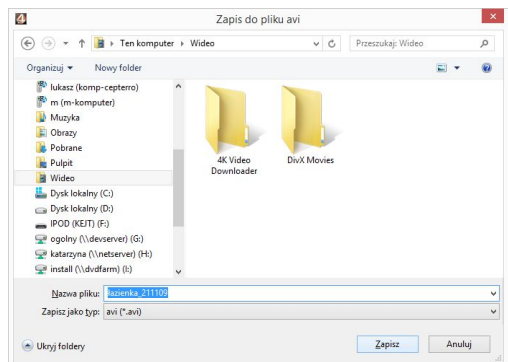 Zapis do pliku avi
Ten komputer Wideo
Przeszukaj: Wideo
Organizuj Nowy folder
lukasz (komp-cepterro)
m (m-komputer)
Muzyka
Obrazy
Pobrane
Pulpit
Wideo
Dysk lokalny (C:)
Dysk lokalny (D:)
IPOD (KEJT) (F:)
ogolny (\\devserver) (G:)
katarzyna (\\netserver) (H:)
install (\\dvdfarm) (I:)
4K Video
Downloader
DivX Movies
Nazwa pliku: łazienka_211109
Zapisz jako typ: avi (*.avi)
Ukryj foldery
Zapisz
Anuluj